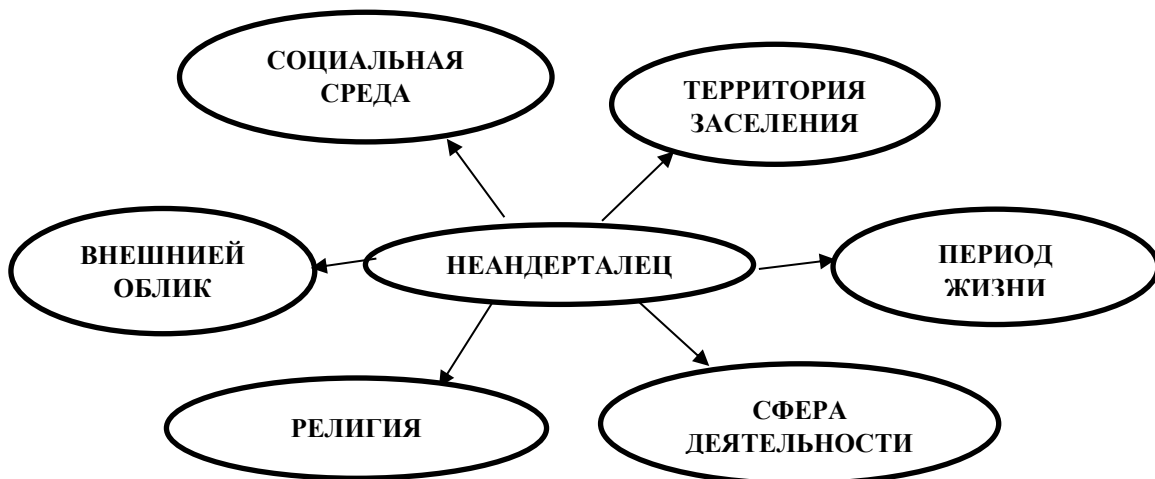 СОЦИАЛЬНАЯ
СРЕДА
ТЕРРИТОРИЯ
ЗАСЕЛЕНИЯ
ВНЕШНИЕЙ
ОБЛИК
НЕАНДЕРТАЛЕЦ
ПЕРИОД
ЖИЗНИ
РЕЛИГИЯ
СФЕРА
ДЕЯТЕЛЬНОСТИ